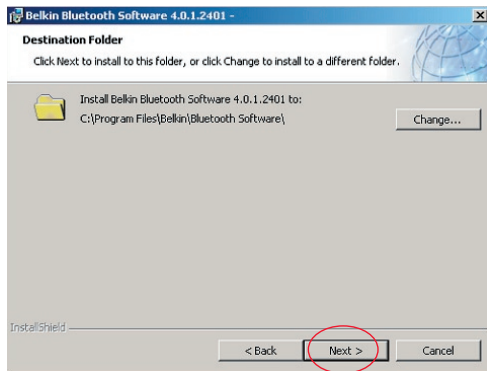 Belkin Bluetooth Software 4.0.1.2401 -
Destination Folder
Click Next to install to this folder, or click Change to install to a different folder.
Install Belkin Bluetooth Software 4.0.1.2401 to:
C:\Program Files\Belkin\Bluetooth Software\
Change...
InstallShield
< Back
Next >
Cancel